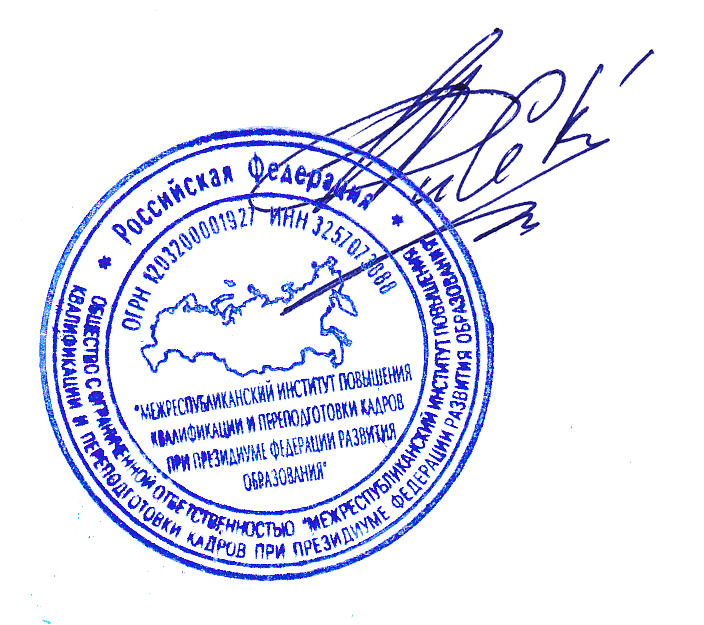 * Российская Федерация *
ОБЩЕСТВО С ОГРАНИЧЕННОЙ ОТВЕТСТВЕННОСТЬЮ "МЕЖРЕСПУБЛИКАНСКИЙ ИНСТИТУТ ПОВЫШЕНИЯ
КВАЛИФИКАЦИИ И ПЕРЕПОДГОТОВКИ КАДРОВ ПРИ ПРЕЗИДИУМЕ ФЕДЕРАЦИИ РАЗВИТИЯ ОБРАЗОВАНИЯ"
ОГРН 1203200001927 ИНН
"МЕЖРЕСПУБЛИКАНСКИЙ ИНСТИТУТ ПОВЫШЕНИЯ
КВАЛИФИКАЦИИ И ПЕРЕПОДГОТОВКИ КАДРОВ
ПРИ ПРЕЗИДИУМЕ ФЕДЕРАЦИИ РАЗВИТИЯ
ОБРАЗОВАНИЯ"